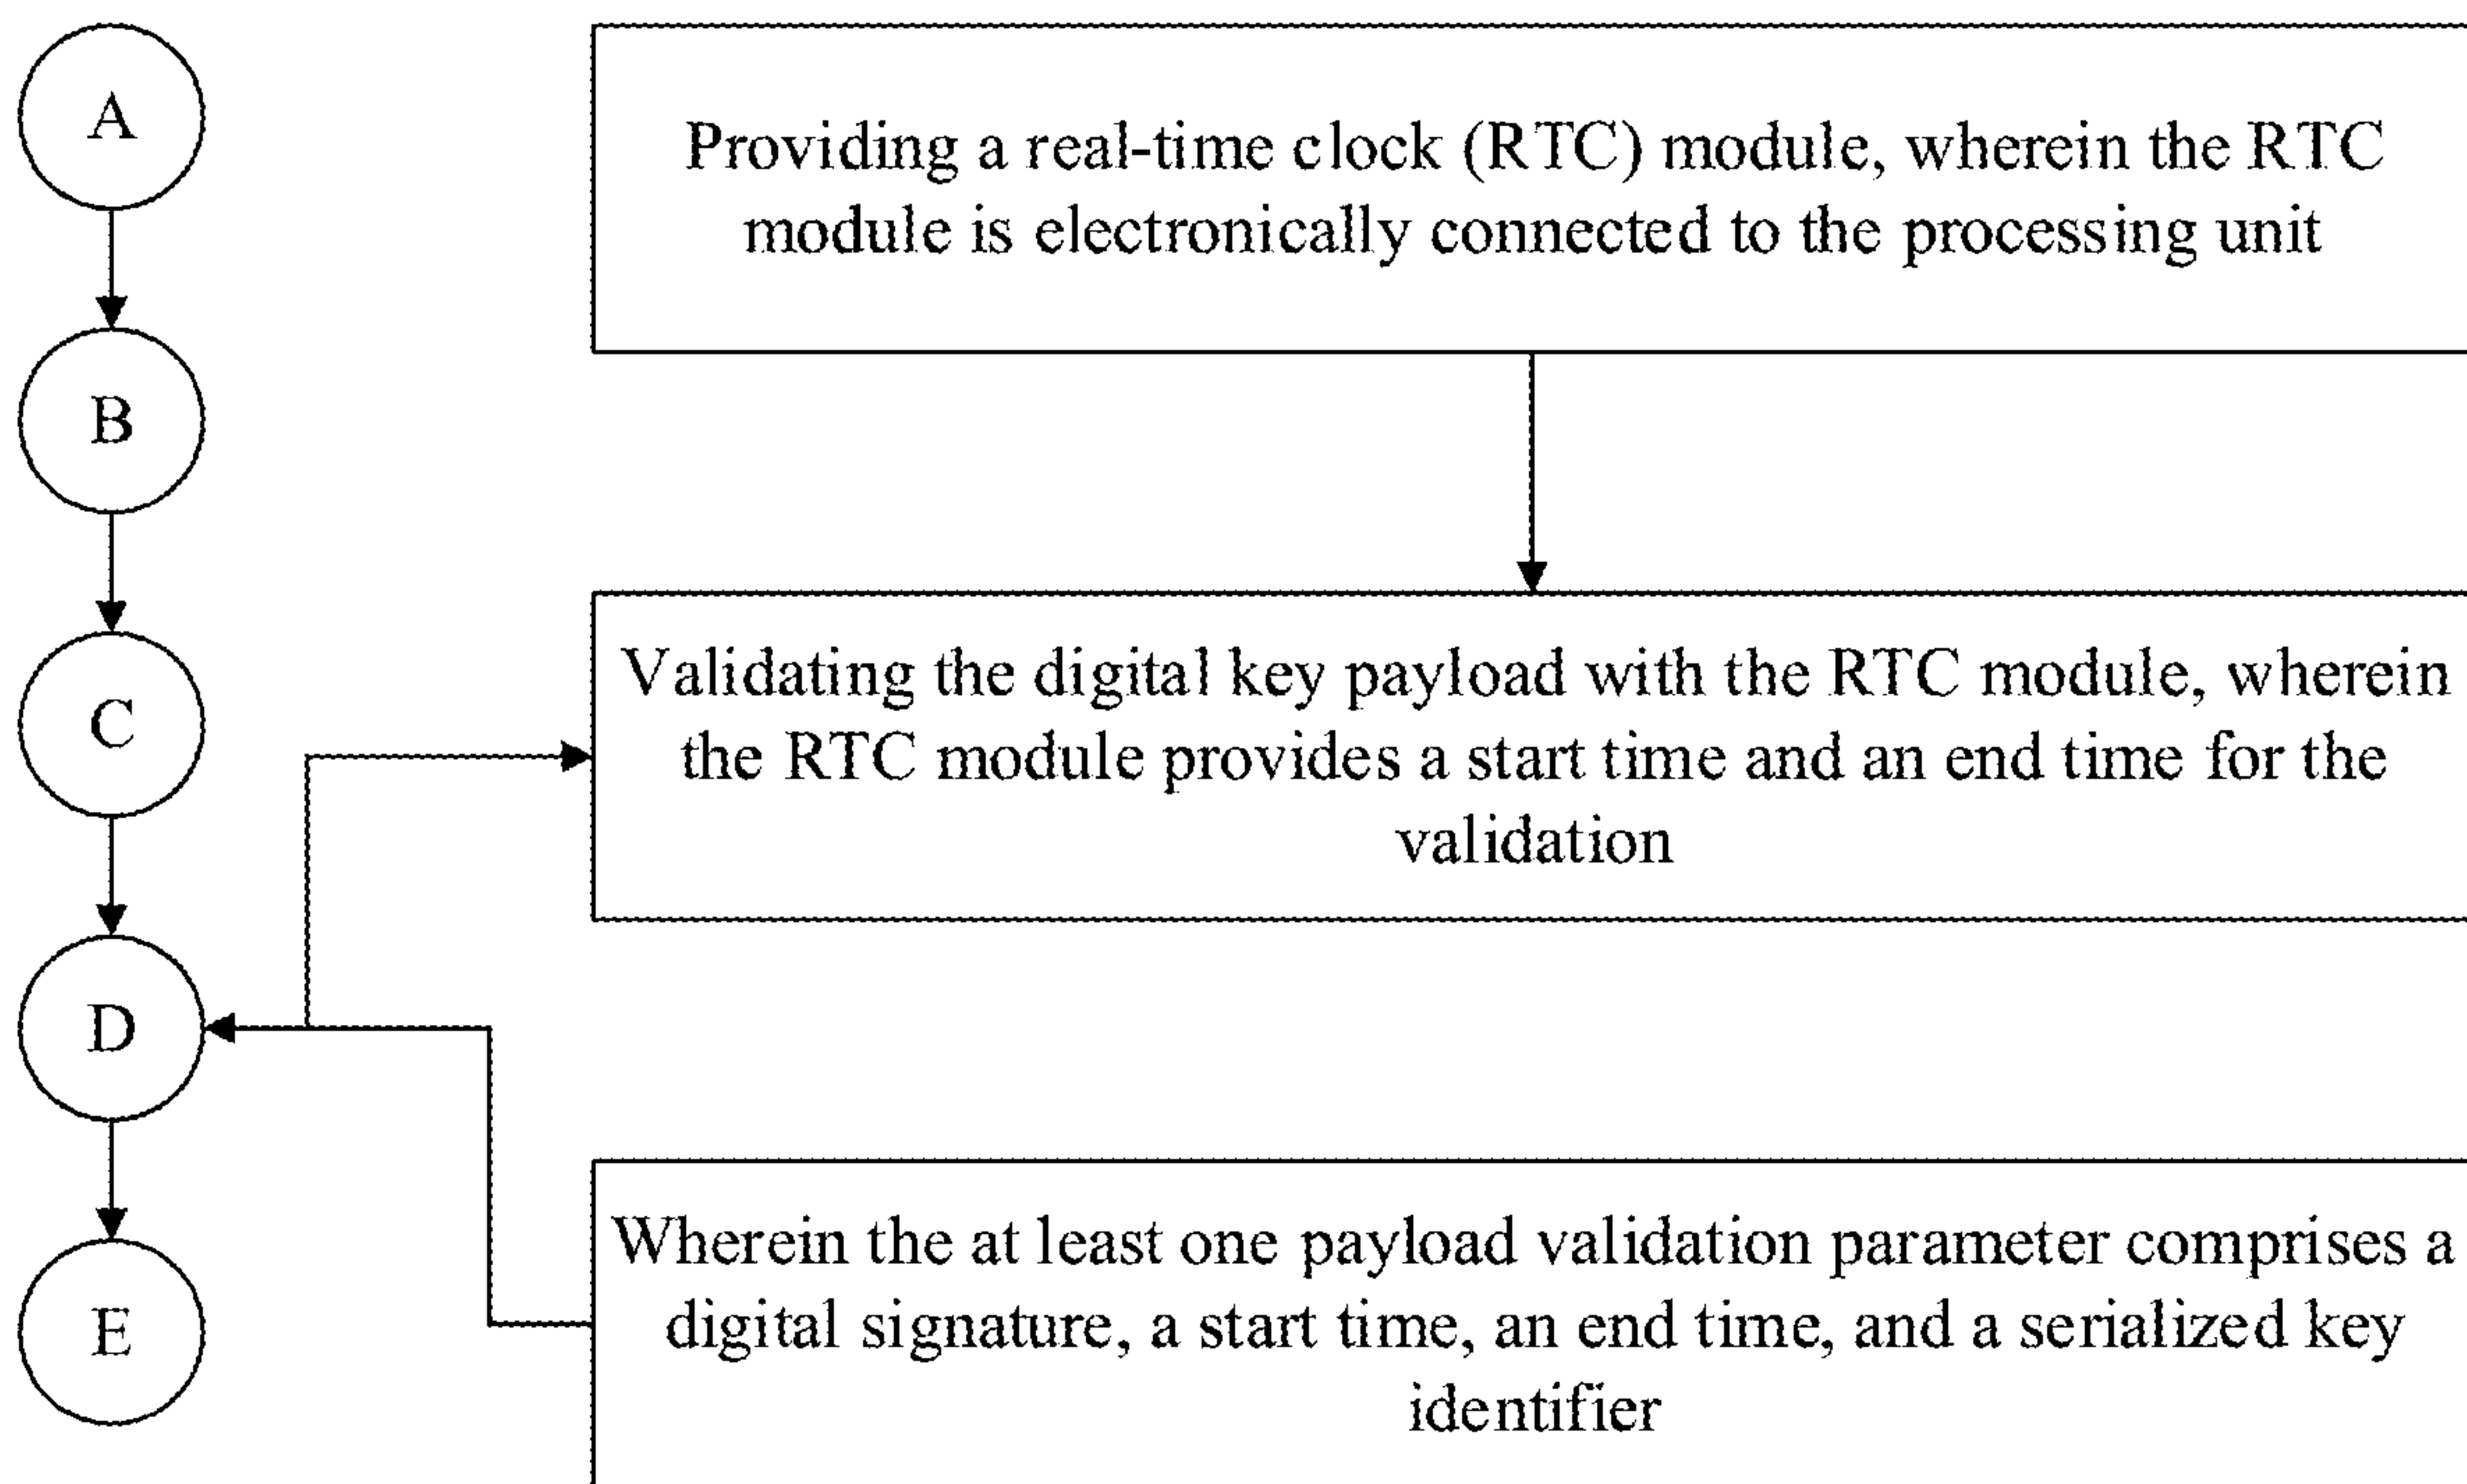 A
B
C
D
E
Providing a real-time clock (RTC) module, wherein the RTC
module is electronically connected to the processing unit
Validating the digital key payload with the RTC module, wherein
the RTC module provides a start time and an end time for the
validation
Wherein the at least one payload validation parameter comprises a
digital signature, a start time, an end time, and a serialized key
identifier